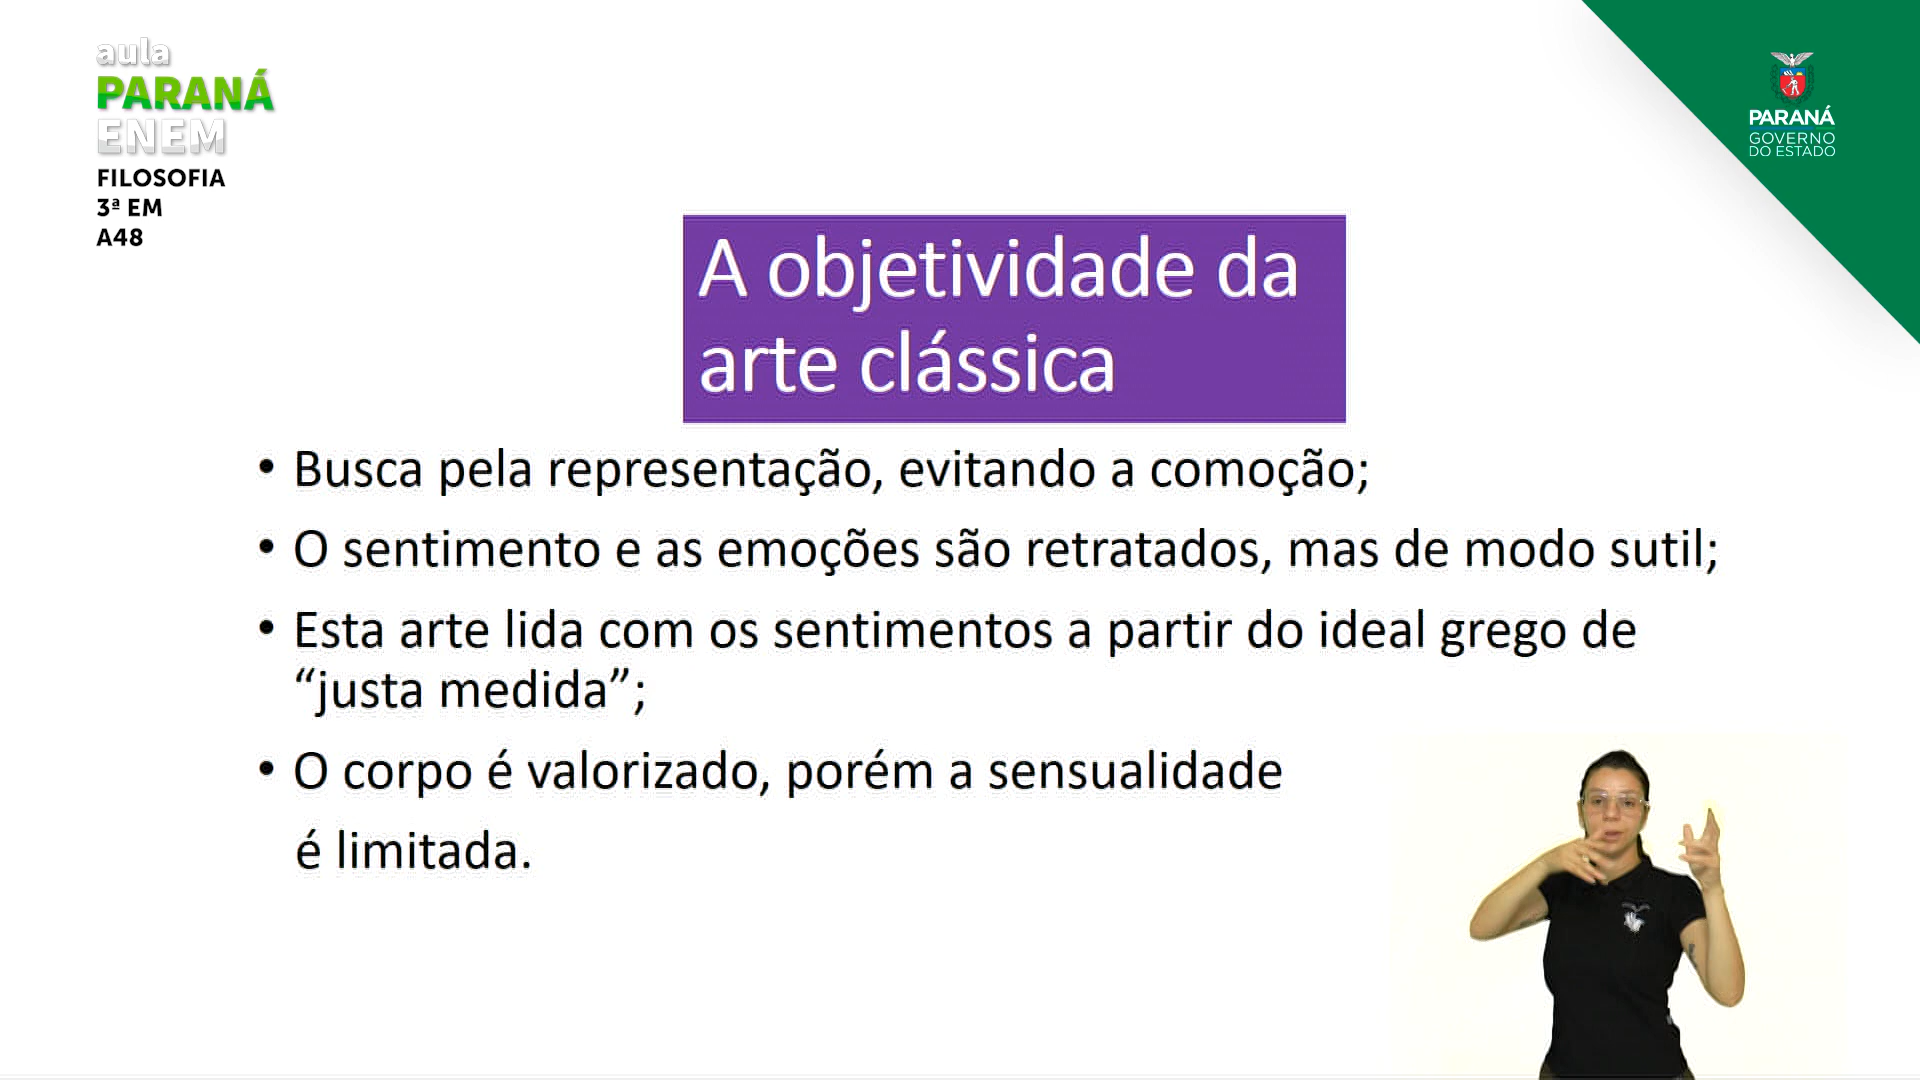 aula
PARANÁ
ENEM
FILOSOFIA
3ª EM
A48
PARANÁ
GOVERNO
DO ESTADO
A objetividade da
arte clássica
• Busca pela representação, evitando a comoção;
• O sentimento e as emoções são retratados, mas de modo sutil;
• Esta arte lida com os sentimentos a partir do ideal grego de
“justa medida”;
• O corpo é valorizado, porém a sensualidade
é limitada.